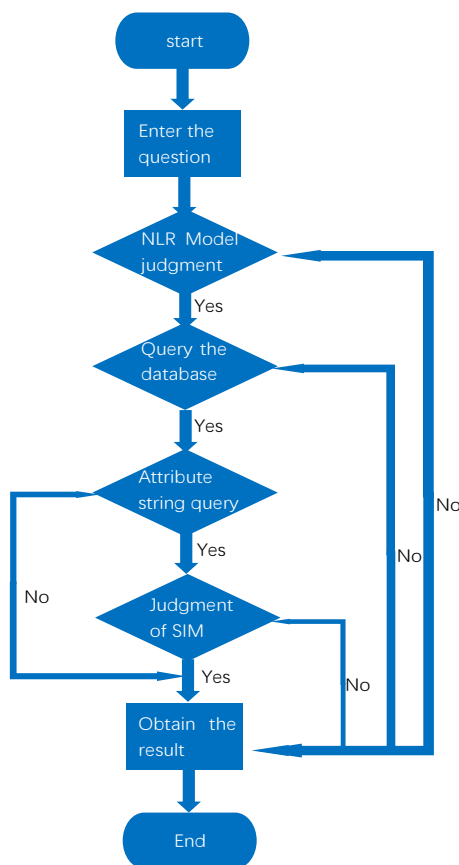 start
Enter the
question
NLR Model
judgment
Yes
Query the
database
Yes
Attribute
string query
No
Yes
No
No
Judgment
of SIM
Yes
No
Obtain the
result
End